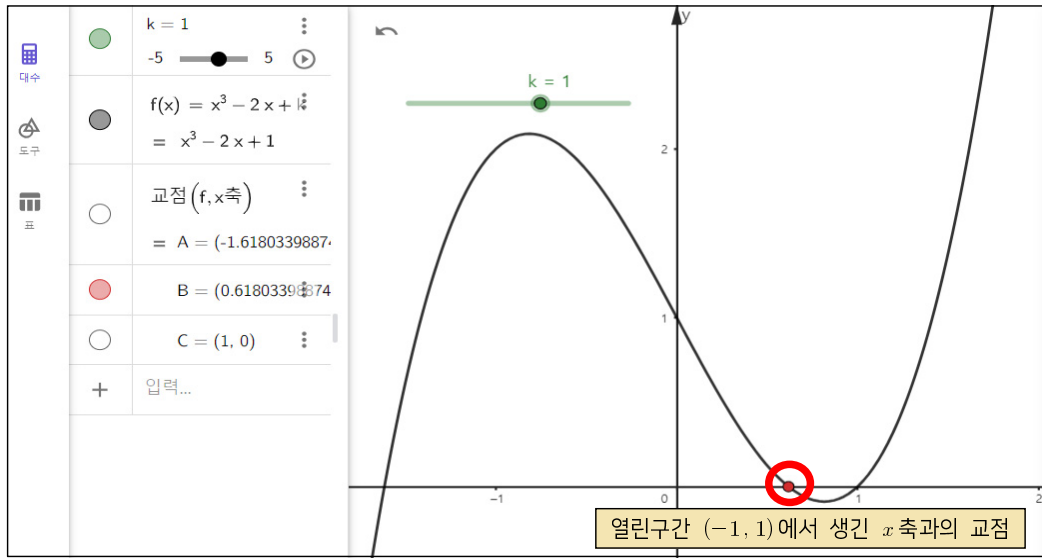 대수
도구
표
k = 1
-5 5
f(x) = x³ − 2 x + k
= x³ − 2 x + 1
교점(f, x축)
= A = (-1.6180339887
B = (0.61803398874
C = (1, 0)
+ 입력...
k = 1
y
2
1
-1 0 1 2
열린구간 (−1, 1)에서 생긴 x축과의 교점